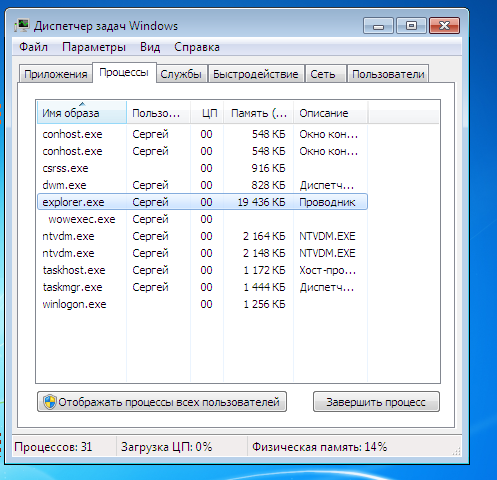 Диспетчер задач Windows
Файл Параметры Вид Справка
Приложения Процессы Службы Быстродействие Сеть Пользователи
Имя образа Пользо... ЦП Память (... Описание
conhost.exe Сергей 00 548 КБ Окно кон...
conhost.exe Сергей 00 548 КБ Окно кон...
csrss.exe 00 916 КБ
dwm.exe Сергей 00 828 КБ Диспетч...
explorer.exe Сергей 00 19 436 КБ Проводник
wowexec.exe Сергей 00
ntvdm.exe Сергей 00 2 164 КБ NTVDM.EXE
ntvdm.exe Сергей 00 2 148 КБ NTVDM.EXE
taskhost.exe Сергей 00 1 172 КБ Хост-про...
taskmgr.exe Сергей 00 1 444 КБ Диспетч...
winlogon.exe 00 1 256 КБ
Отображать процессы всех пользователей Завершить процесс
Процессов: 31 Загрузка ЦП: 0% Физическая память: 14%